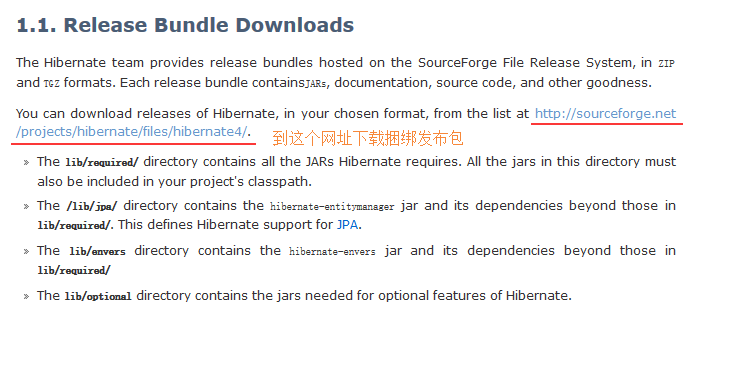 1.1. Release Bundle Downloads
The Hibernate team provides release bundles hosted on the SourceForge File Release System, in ZIP
and TGZ formats. Each release bundle containsJARs, documentation, source code, and other goodness.
You can download releases of Hibernate, in your chosen format, from the list at http://sourceforge.net
/projects/hibernate/files/hibernate4/. 到这个网址下载捆绑发布包
» The lib/required/ directory contains all the JARs Hibernate requires. All the jars in this directory must
also be included in your project's classpath.
» The /lib/jpa/ directory contains the hibernate-entitymanager jar and its dependencies beyond those in
lib/required/. This defines Hibernate support for JPA.
» The lib/envers directory contains the hibernate-envers jar and its dependencies beyond those in
lib/required/
» The lib/optional directory contains the jars needed for optional features of Hibernate.